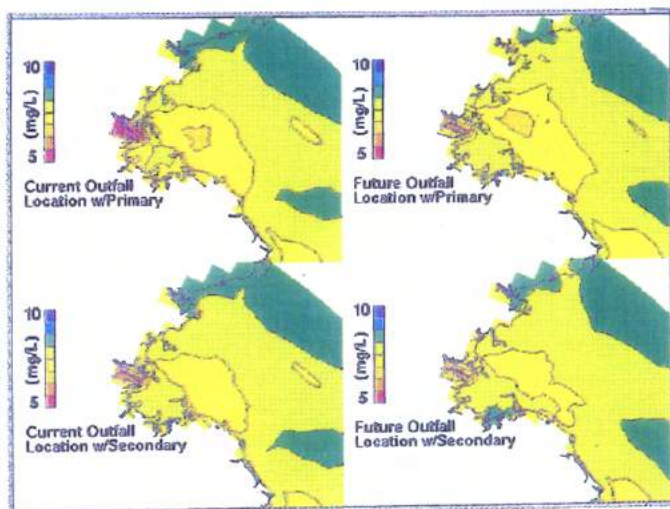 10
(mg/L)
5
Current Outfall
Location w/Primary
10
(mg/L)
5
Future Outfall
Location w/Primary
10
(mg/L)
5
Current Outfall
Location w/Secondary
10
(mg/L)
5
Future Outfall
Location w/Secondary